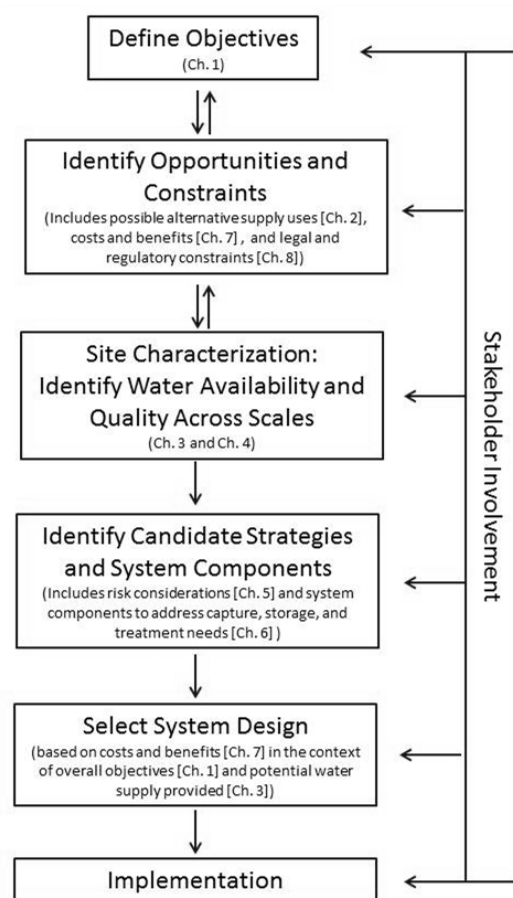 Define Objectives
(Ch. 1)
Identify Opportunities and
Constraints
(Includes possible alternative supply uses [Ch. 2],
costs and benefits [Ch. 7] , and legal and
regulatory constraints [Ch. 8])
Site Characterization:
Identify Water Availability and
Quality Across Scales
(Ch. 3 and Ch. 4)
Identify Candidate Strategies
and System Components
(Includes risk considerations [Ch. 5] and system
components to address capture, storage, and
treatment needs [Ch. 6] )
Select System Design
(based on costs and benefits [Ch. 7] in the context
of overall objectives [Ch. 1] and potential water
supply provided [Ch. 3])
Implementation
Stakeholder Involvement